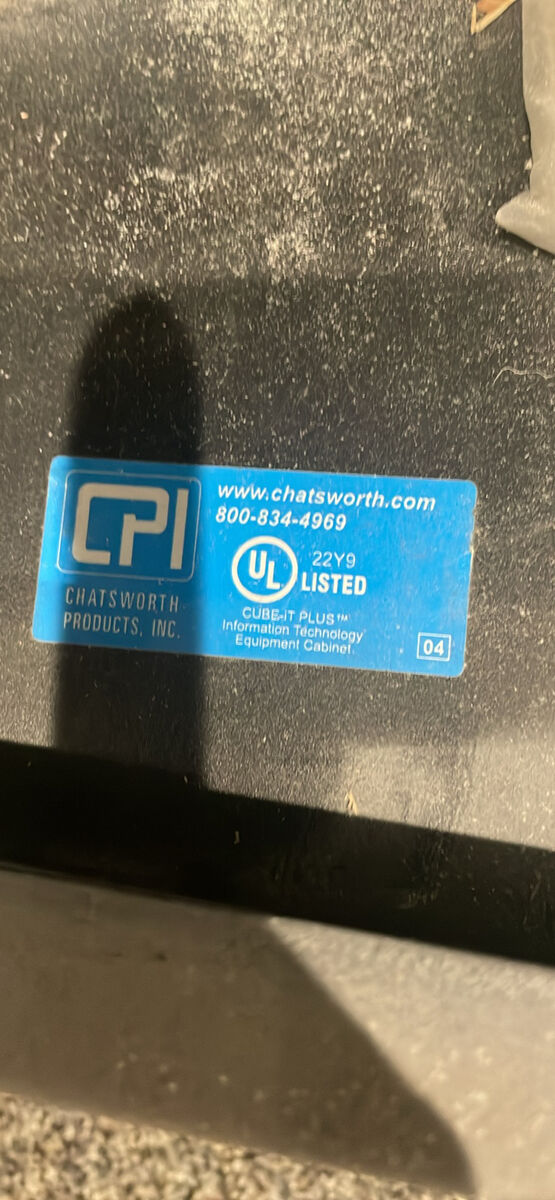 CPI
CHATSWORTH
PRODUCTS, INC.
www.chatsworth.com
800-834-4969
UL
22Y9
LISTED
CUBE-IT PLUS™
Information Technology
Equipment Cabinet.
04